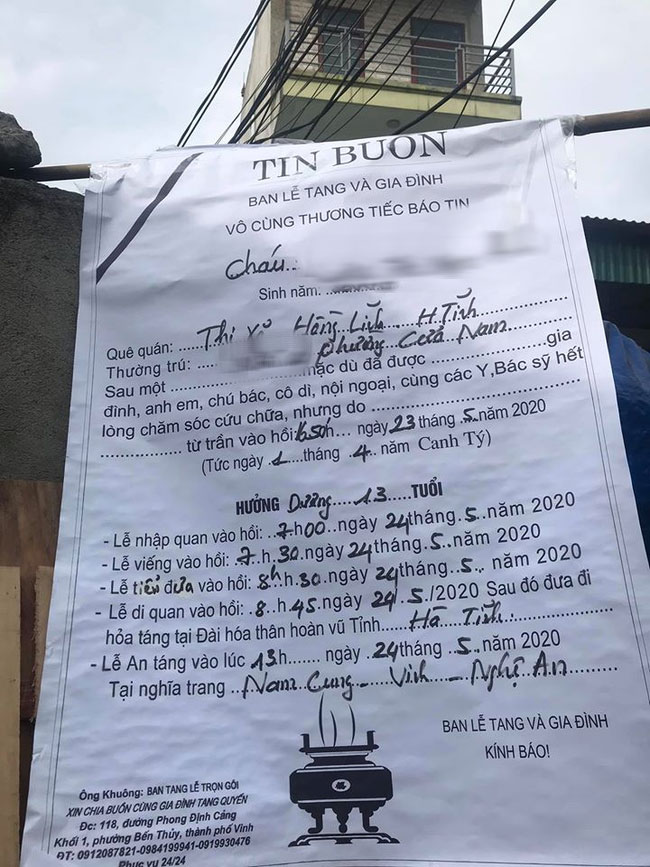 TIN BUỒN
BAN LỄ TANG VÀ GIA ĐÌNH
VÔ CÙNG THƯƠNG TIẾC BÁO TIN
Cháu:
Sinh năm:
Quê quán: Thị Xã Hồng Lĩnh H.Tĩnh
Thường trú: phường Cửa Nam
Sau một mặc dù đã được ..... gia
đình, anh em, chú bác, cô dì, nội ngoại, cùng các Y,Bác sỹ hết
lòng chăm sóc cứu chữa, nhưng do .....
..... từ trần vào hồi: ngày 23 tháng 5 năm 2020
(Tức ngày 1 tháng 4 năm Canh Tý)
HƯỞNG Dương 13 TUỔI
- Lễ nhập quan vào hồi: 7h00 ngày 24 tháng 5 năm 2020
- Lễ viếng vào hồi: 7h30 ngày 24 tháng 5 năm 2020
- Lễ tiễn đưa vào hồi: 8h30 ngày 24 tháng 5 năm 2020
- Lễ di quan vào hồi: 8h45 ngày 24/5/2020 Sau đó đưa đi
hỏa táng tại Đài hóa thân hoàn vũ Tỉnh Hà Tĩnh
- Lễ An táng vào lúc 13h ngày 24 tháng 5 năm 2020
Tại nghĩa trang Nam Cung - Vinh - Nghệ An
BAN LỄ TANG VÀ GIA ĐÌNH
KÍNH BÁO!
Ông Khuông: BAN TANG LỄ TRỌN GÓI
XIN CHIA BUỒN CÙNG GIA ĐÌNH TANG QUYẾN
Đc: 118, đường Phong Định Cảng
Khối 1, phường Bến Thủy, thành phố Vinh
ĐT: 0912087821-0984199941-0919930476
Phục vụ 24/24